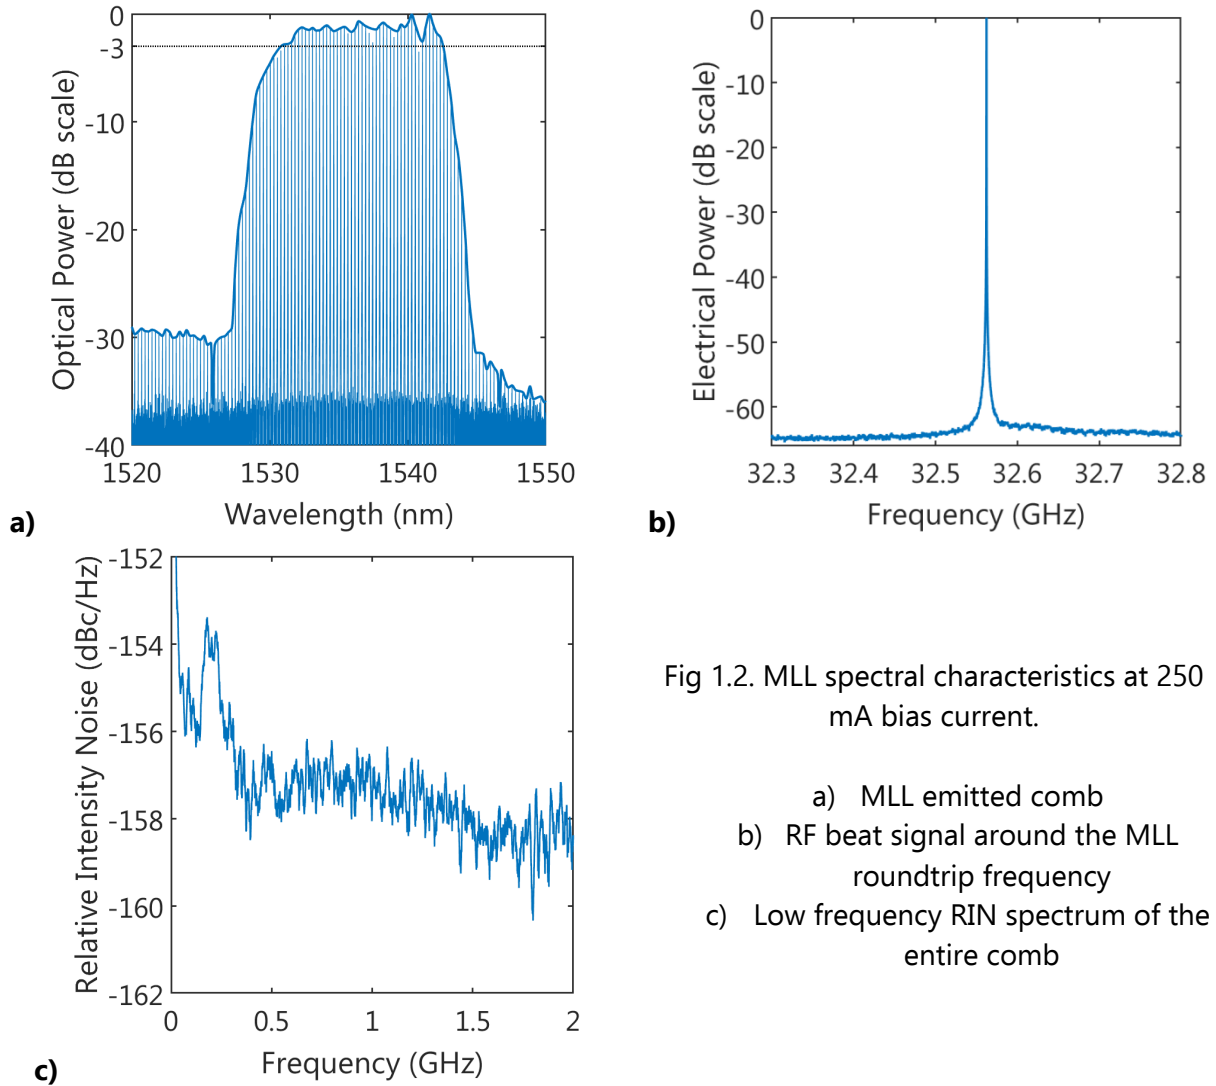 0
-3
-10
-20
-30
-40
Optical Power (dB scale)
1520
1530
1540
1550
Wavelength (nm)
a)
0
-10
-20
-30
-40
-50
-60
Electrical Power (dB scale)
32.3
32.4
32.5
32.6
32.7
32.8
Frequency (GHz)
b)
-152
-154
-156
-158
-160
-162
Relative Intensity Noise (dBc/Hz)
0
0.5
1
1.5
2
Frequency (GHz)
c)
Fig 1.2. MLL spectral characteristics at 250
mA bias current.
a) MLL emitted comb
b) RF beat signal around the MLL
roundtrip frequency
c) Low frequency RIN spectrum of the
entire comb